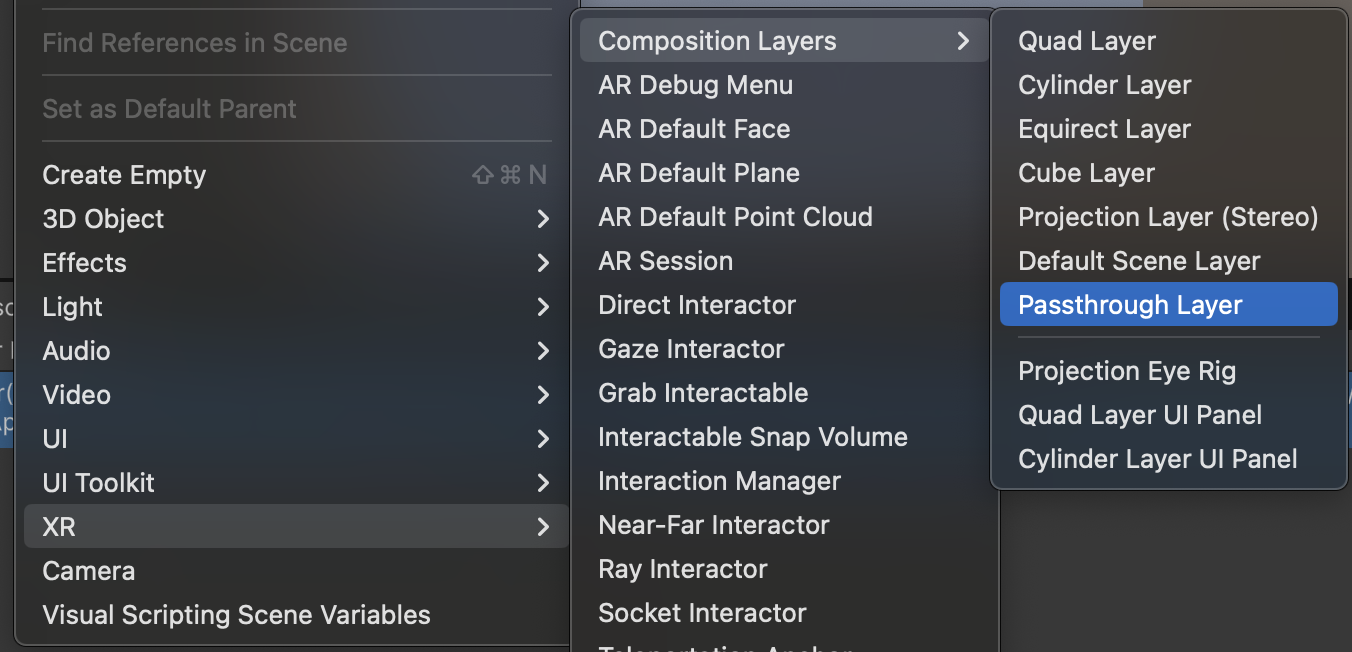 Find References in Scene
Set as Default Parent
Create Empty ⇧⌘N
3D Object
Effects
Light
Audio
Video
UI
UI Toolkit
XR
Camera
Visual Scripting Scene Variables
Composition Layers
AR Debug Menu
AR Default Face
AR Default Plane
AR Default Point Cloud
AR Session
Direct Interactor
Gaze Interactor
Grab Interactable
Interactable Snap Volume
Interaction Manager
Near-Far Interactor
Ray Interactor
Socket Interactor
Quad Layer
Cylinder Layer
Equirect Layer
Cube Layer
Projection Layer (Stereo)
Default Scene Layer
Passthrough Layer
Projection Eye Rig
Quad Layer UI Panel
Cylinder Layer UI Panel